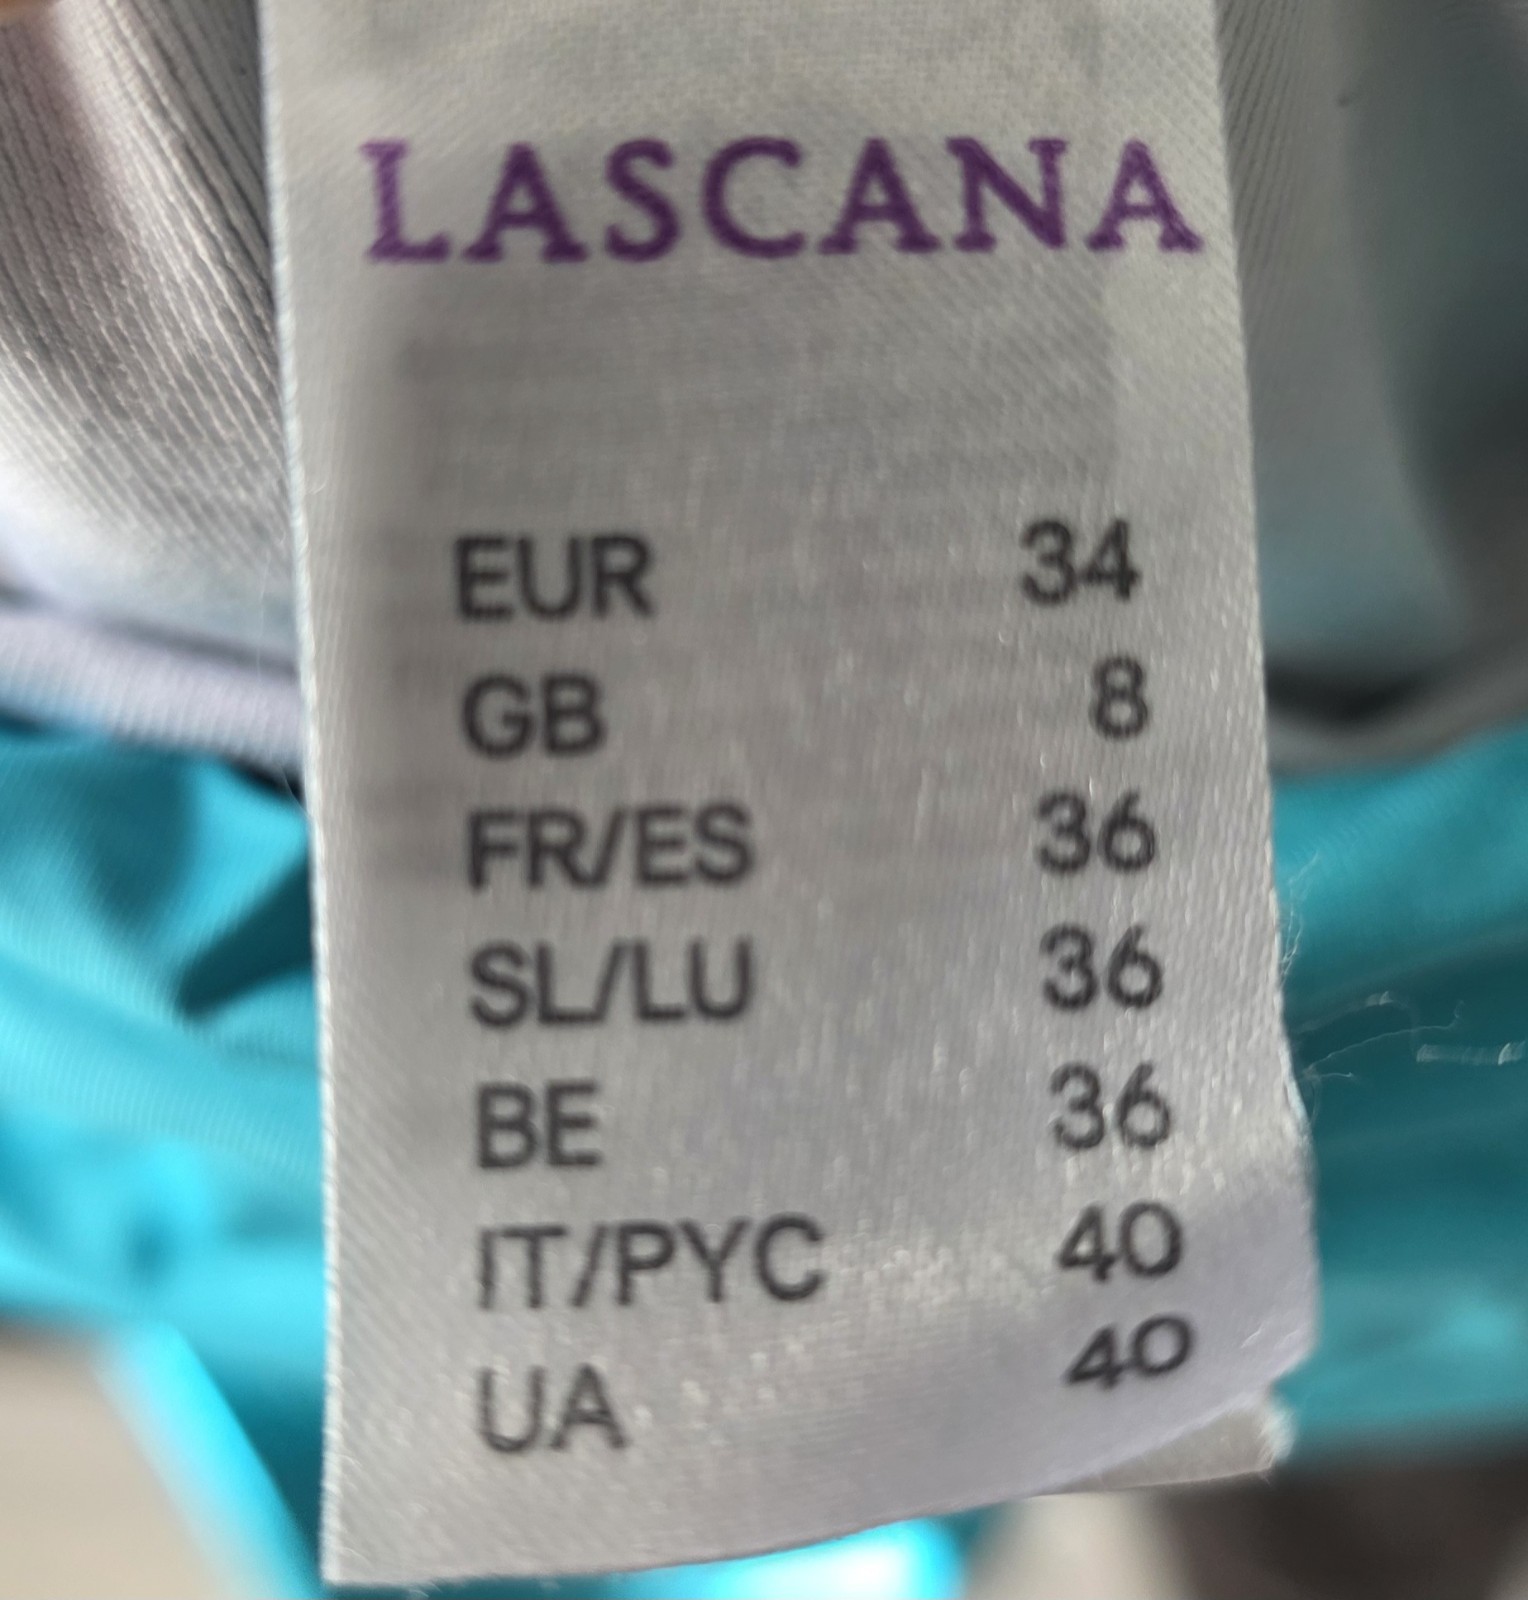 LASCANA
EUR 34
GB 8
FR/ES 36
SL/LU 36
BE 36
IT/PYC 40
UA 40